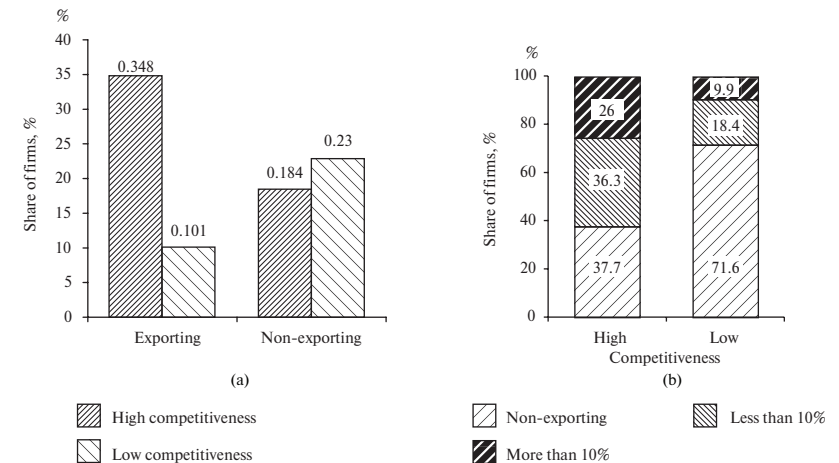 %
Share of firms, %
40
35
30
25
20
15
10
5
0
0.348
0.101
0.184
0.23
Exporting
Non-exporting
(a)
High competitiveness
Low competitiveness
%
Share of firms, %
100
80
60
40
20
0
26
36.3
37.7
9.9
18.4
71.6
High
Low
Competitiveness
(b)
Non-exporting
Less than 10%
More than 10%